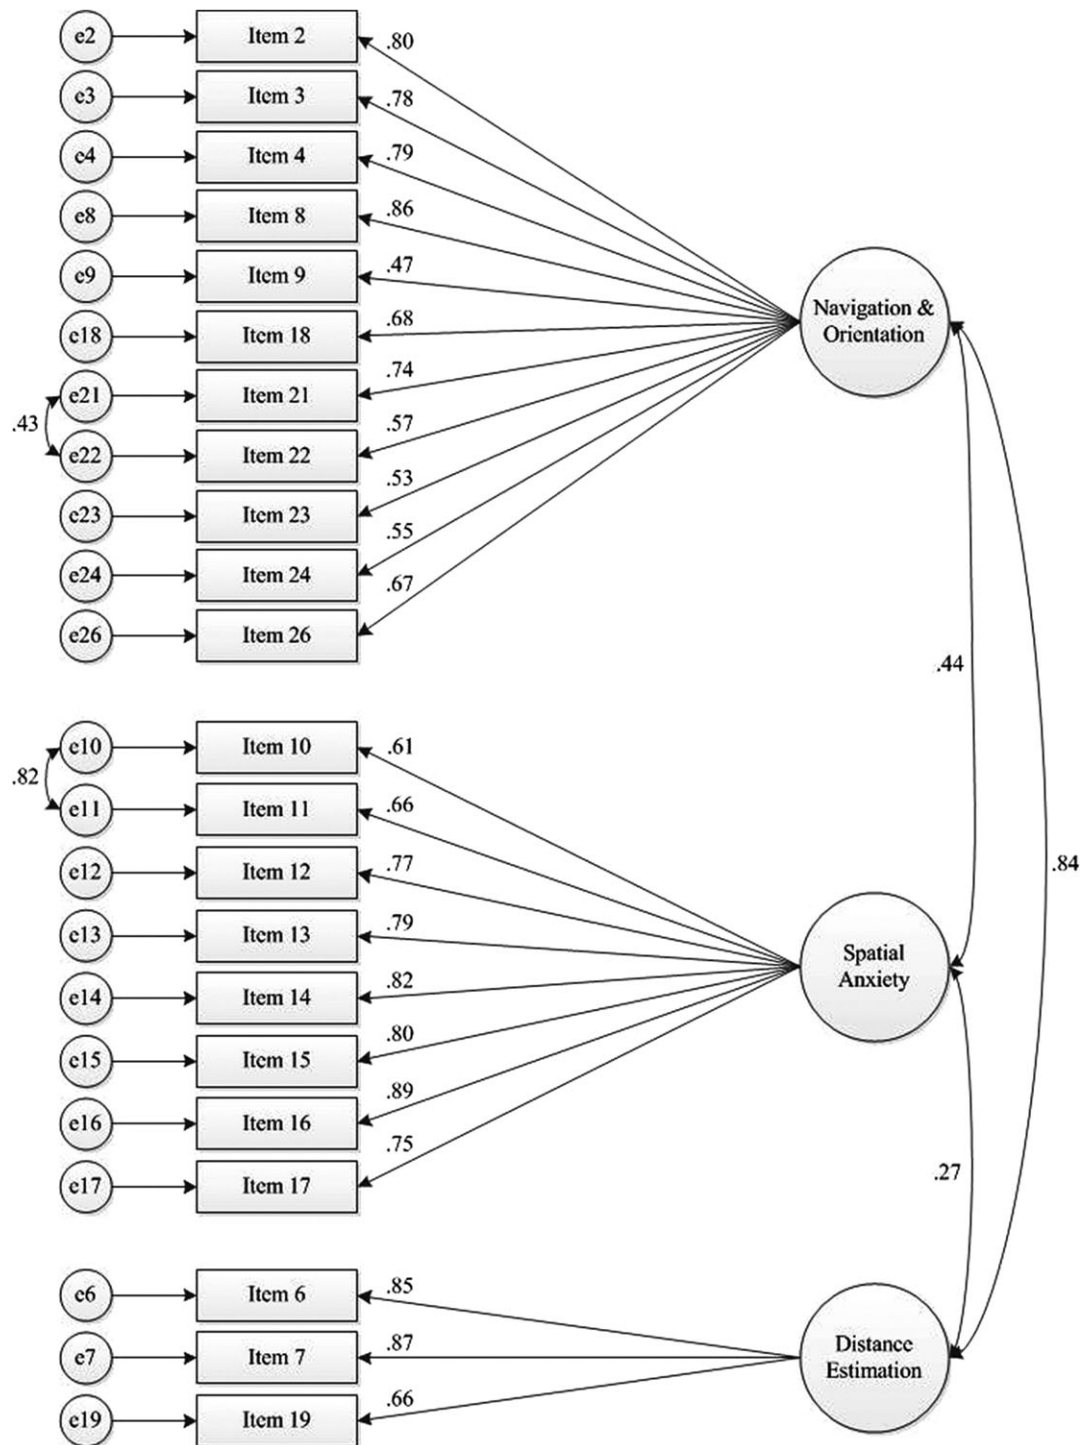 e2 Item 2 .80
e3 Item 3 .78
e4 Item 4 .79
e8 Item 8 .86
e9 Item 9 .47
e18 Item 18 .68
e21 Item 21 .74
.43
e22 Item 22 .57
e23 Item 23 .53
e24 Item 24 .55
e26 Item 26 .67
Navigation &
Orientation
.44
e10 Item 10 .61
.82
e11 Item 11 .66
e12 Item 12 .77
e13 Item 13 .79
e14 Item 14 .82
e15 Item 15 .80
e16 Item 16 .89
e17 Item 17 .75
Spatial
Anxiety
.84
.27
e6 Item 6 .85
e7 Item 7 .87
e19 Item 19 .66
Distance
Estimation